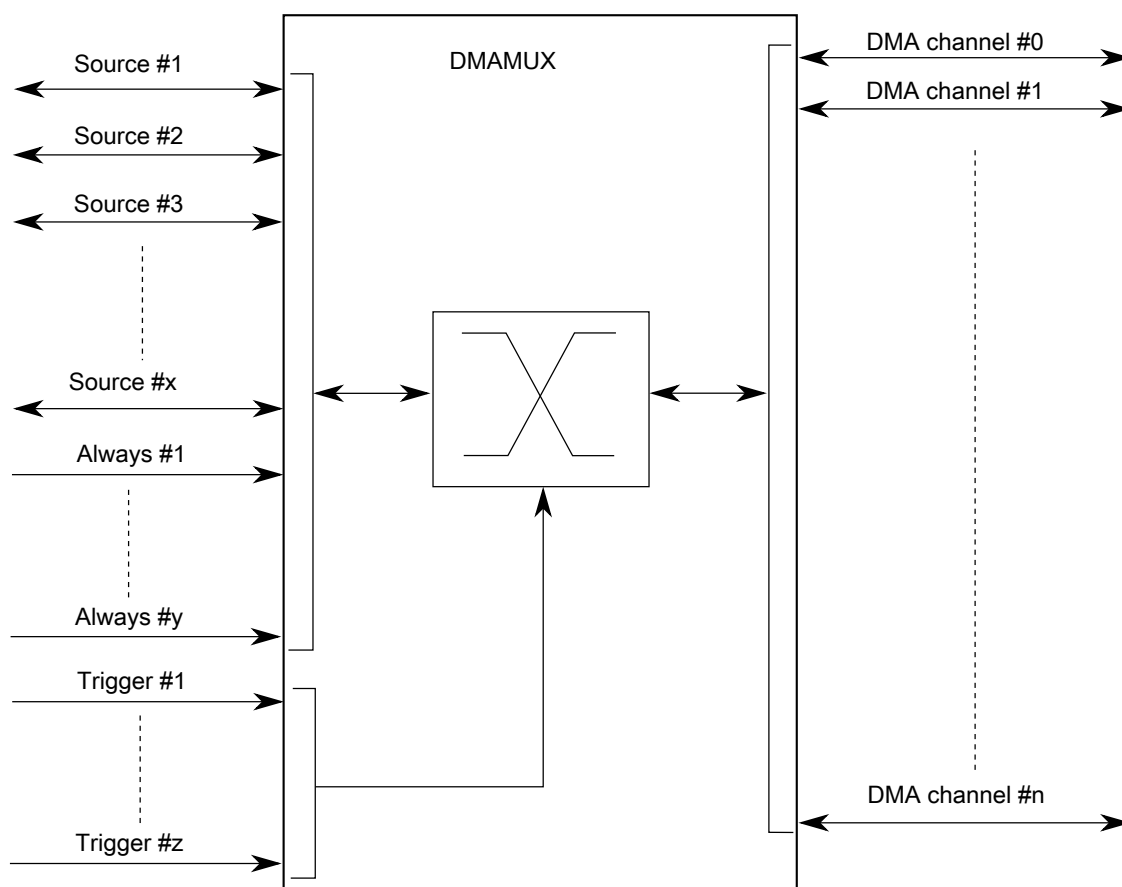 DMAMUX
Source #1
Source #2
Source #3
Source #x
Always #1
Always #y
Trigger #1
Trigger #z
DMA channel #0
DMA channel #1
DMA channel #n